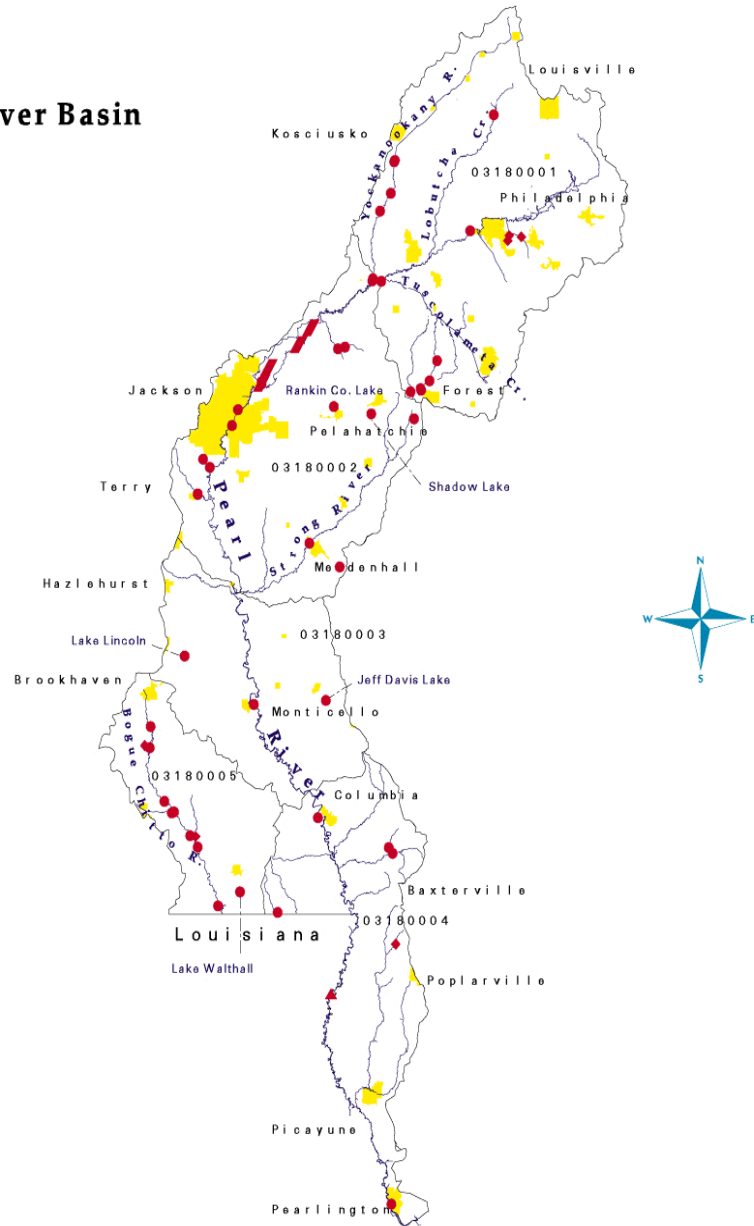 ver Basin
Louisville
Yockanookany R.
Kosciusko
Lobutcha Cr.
03180001
Philadelphia
Tuscolameta Cr.
Jackson
Rankin Co. Lake
Forest
Pelahatchie
03180002
Terry
Shadow Lake
Pearl
Strong River
Mendenhall
Hazlehurst
N
W
E
S
03180003
Lake Lincoln
Brookhaven
Jeff Davis Lake
Monticello
Bogue Chitto R.
River
03180005
Columbia
Baxterville
03180004
Louisiana
Lake Walthall
Poplarville
Picayune
Pearlington